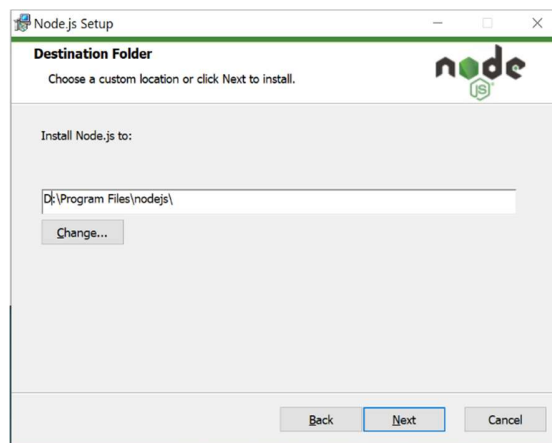 Node.js Setup
Destination Folder
Choose a custom location or click Next to install.
node
JS
Install Node.js to:
D:\Program Files\nodejs\
Change...
Back Next Cancel